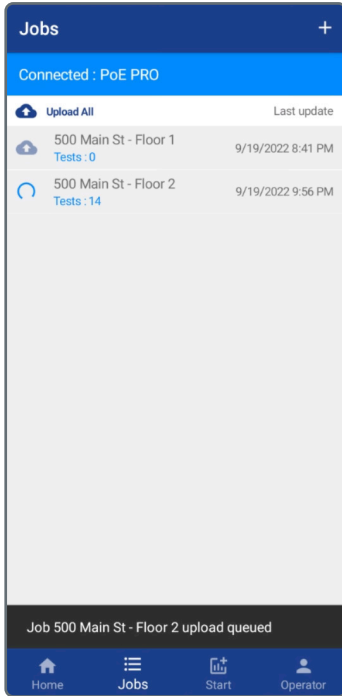 Jobs +
Connected : PoE PRO
Upload All Last update
500 Main St - Floor 1
Tests : 0
9/19/2022 8:41 PM
500 Main St - Floor 2
Tests : 14
9/19/2022 9:56 PM
Job 500 Main St - Floor 2 upload queued
Home Jobs Start Operator